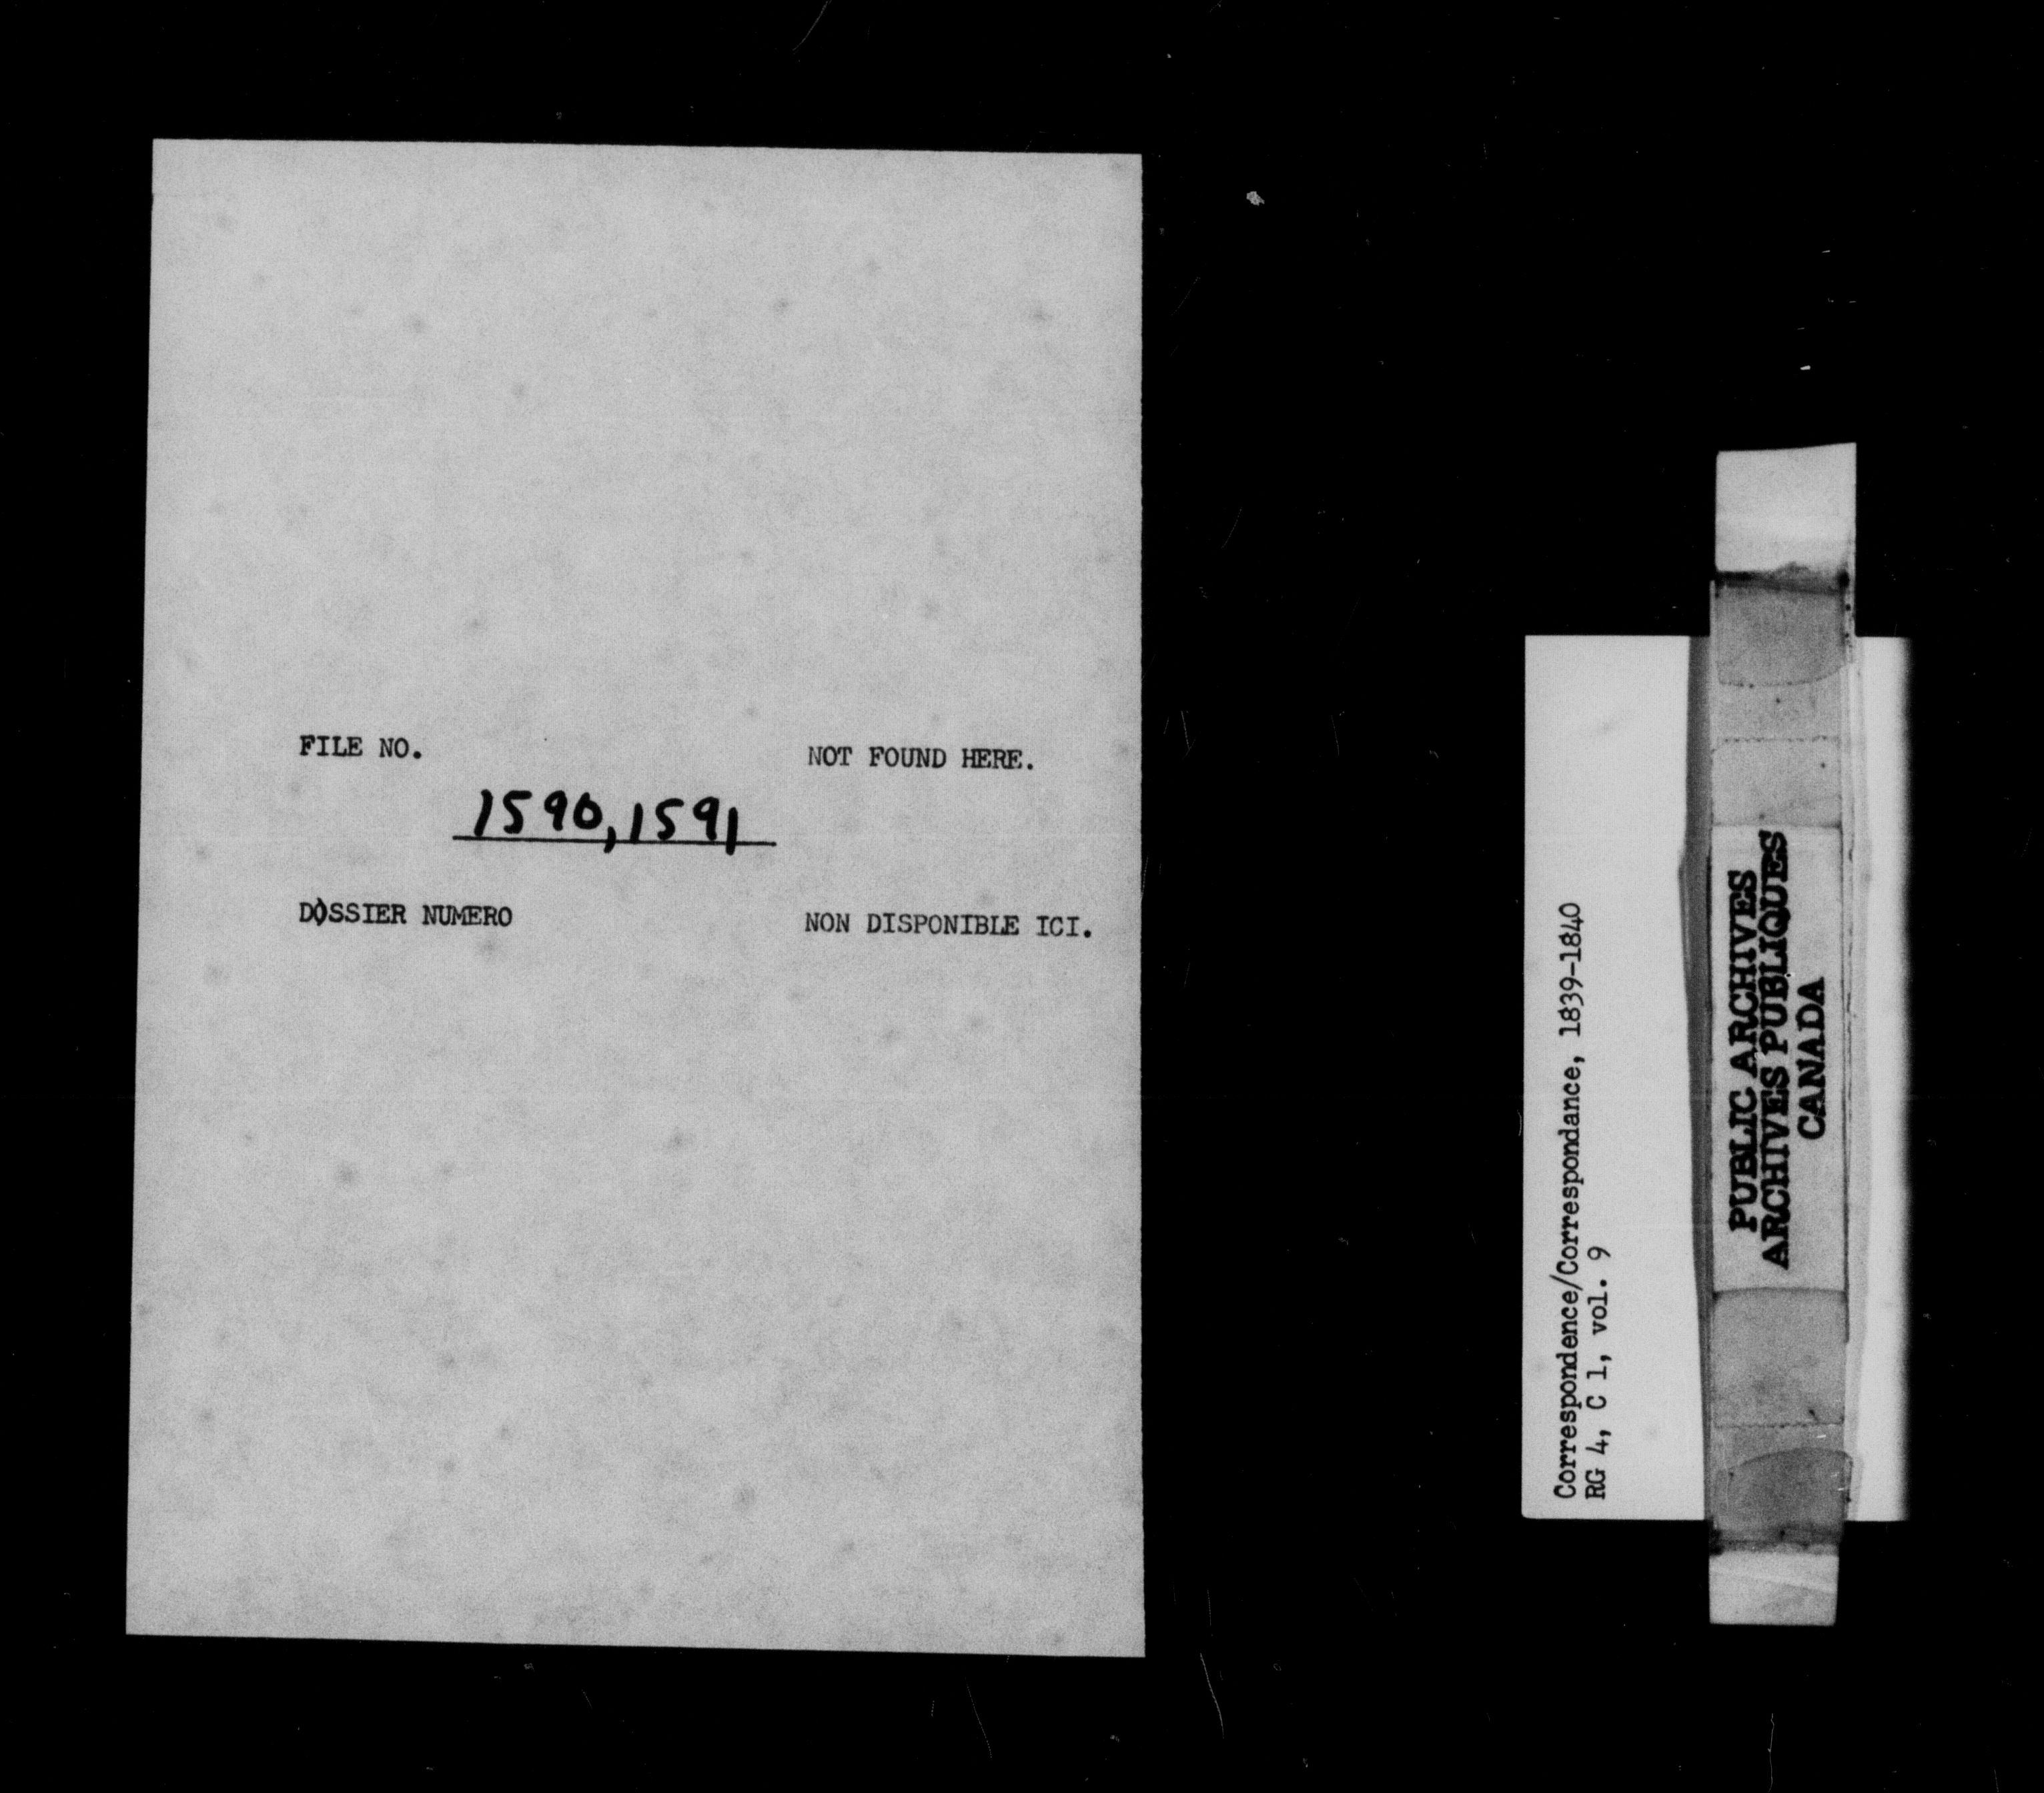 FILE NO. NOT FOUND HERE.
1590, 1591
DOSSIER NUMERO NON DISPONIBLE ICI.
Correspondence/Correspondance, 1839-1840
RG 4, C 1, vol. 9
PUBLIC ARCHIVES
ARCHIVES PUBLIQUES
CANADA